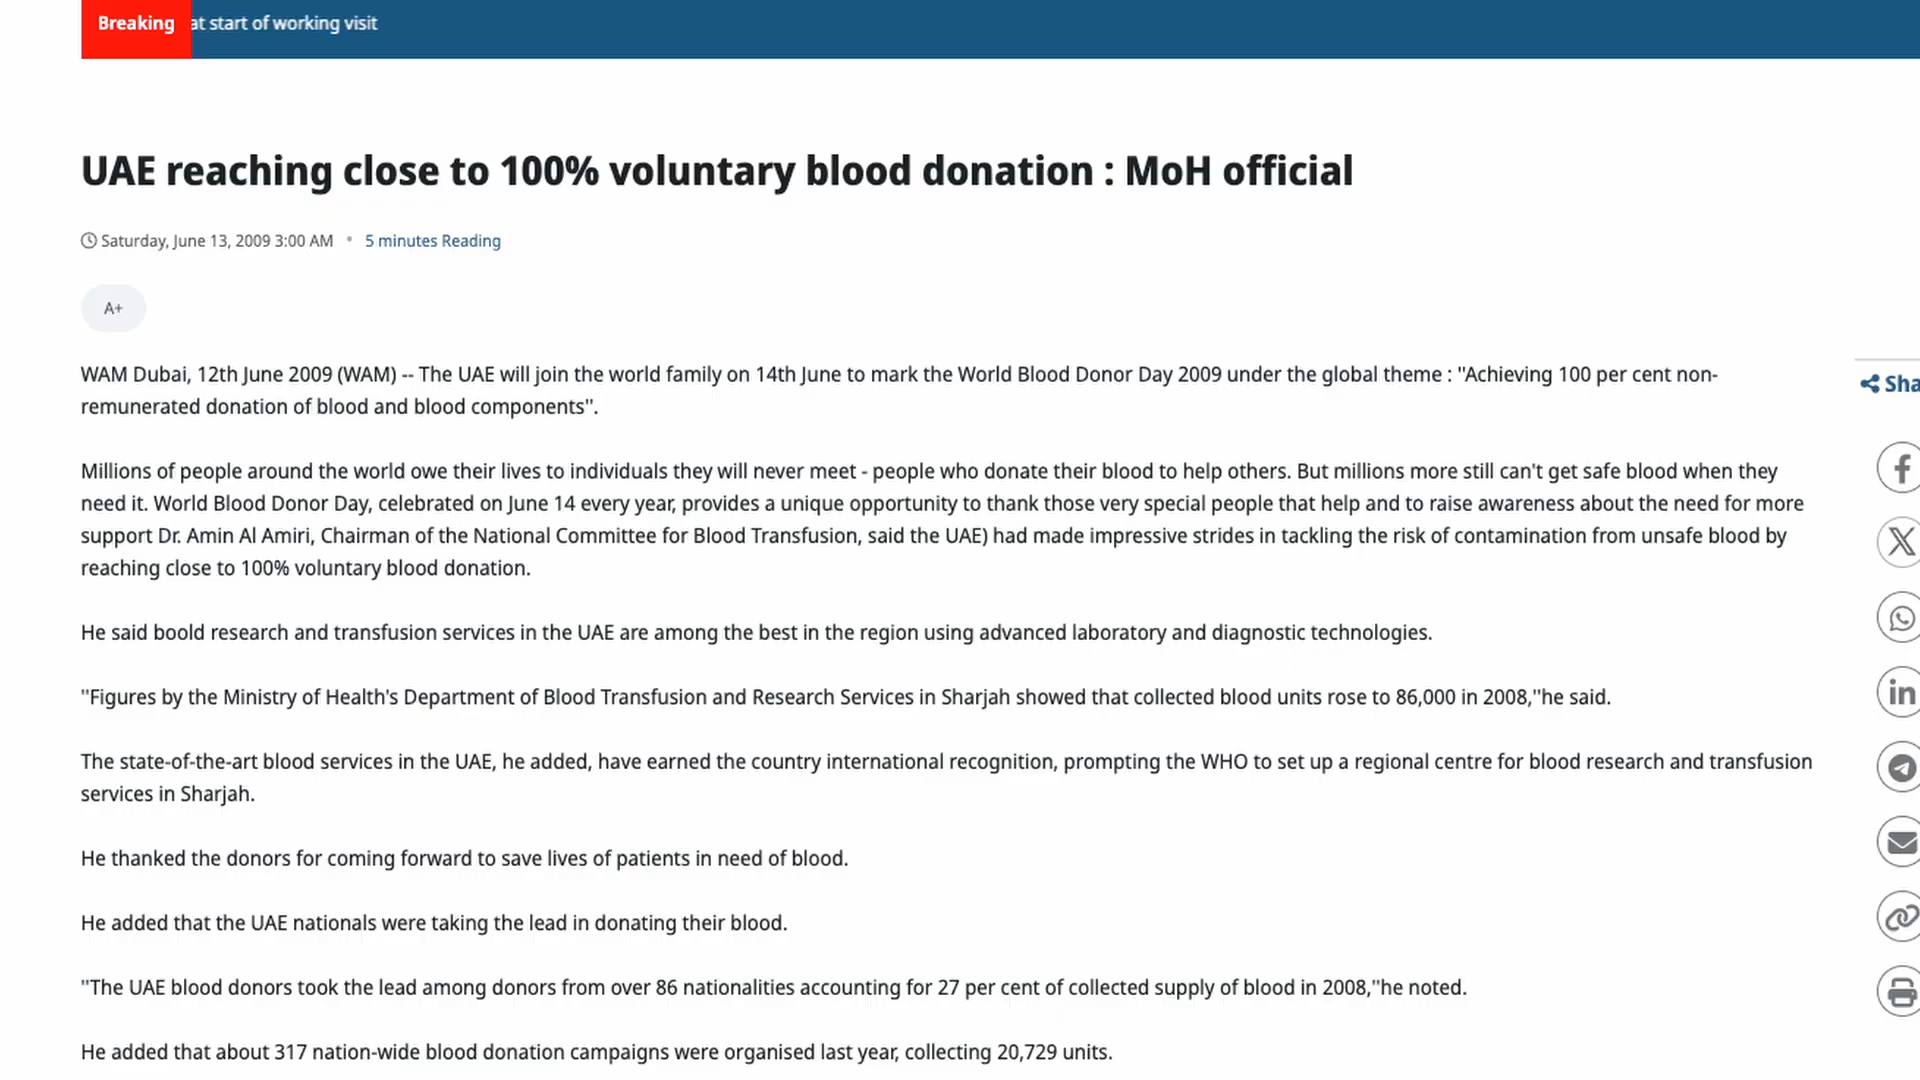 Breaking at start of working visit
UAE reaching close to 100% voluntary blood donation : MoH official
Saturday, June 13, 2009 3:00 AM • 5 minutes Reading
A+
WAM Dubai, 12th June 2009 (WAM) -- The UAE will join the world family on 14th June to mark the World Blood Donor Day 2009 under the global theme : "Achieving 100 per cent non-
remunerated donation of blood and blood components".
Sha
Millions of people around the world owe their lives to individuals they will never meet - people who donate their blood to help others. But millions more still can't get safe blood when they
need it. World Blood Donor Day, celebrated on June 14 every year, provides a unique opportunity to thank those very special people that help and to raise awareness about the need for more
support Dr. Amin Al Amiri, Chairman of the National Committee for Blood Transfusion, said the UAE) had made impressive strides in tackling the risk of contamination from unsafe blood by
reaching close to 100% voluntary blood donation.
He said boold research and transfusion services in the UAE are among the best in the region using advanced laboratory and diagnostic technologies.
"Figures by the Ministry of Health's Department of Blood Transfusion and Research Services in Sharjah showed that collected blood units rose to 86,000 in 2008,"he said.
The state-of-the-art blood services in the UAE, he added, have earned the country international recognition, prompting the WHO to set up a regional centre for blood research and transfusion
services in Sharjah.
He thanked the donors for coming forward to save lives of patients in need of blood.
He added that the UAE nationals were taking the lead in donating their blood.
"The UAE blood donors took the lead among donors from over 86 nationalities accounting for 27 per cent of collected supply of blood in 2008,"he noted.
He added that about 317 nation-wide blood donation campaigns were organised last year, collecting 20,729 units.